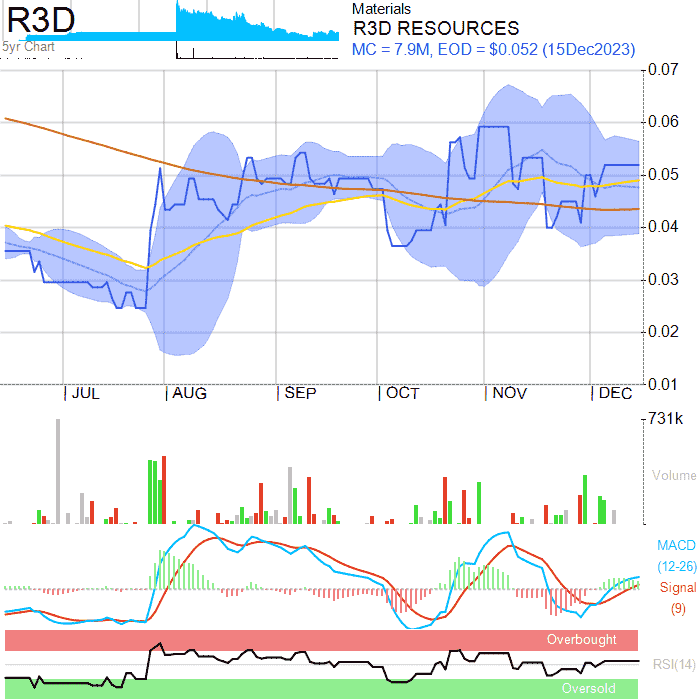 R3D
5yr Chart
Materials
R3D RESOURCES
MC = 7.9M, EOD = $0.052 (15Dec2023)
0.07
0.06
0.05
0.04
0.03
0.02
0.01
JUL AUG SEP OCT NOV DEC
731k
Volume
MACD
(12-26)
Signal
(9)
Overbought
RSI(14)
Oversold